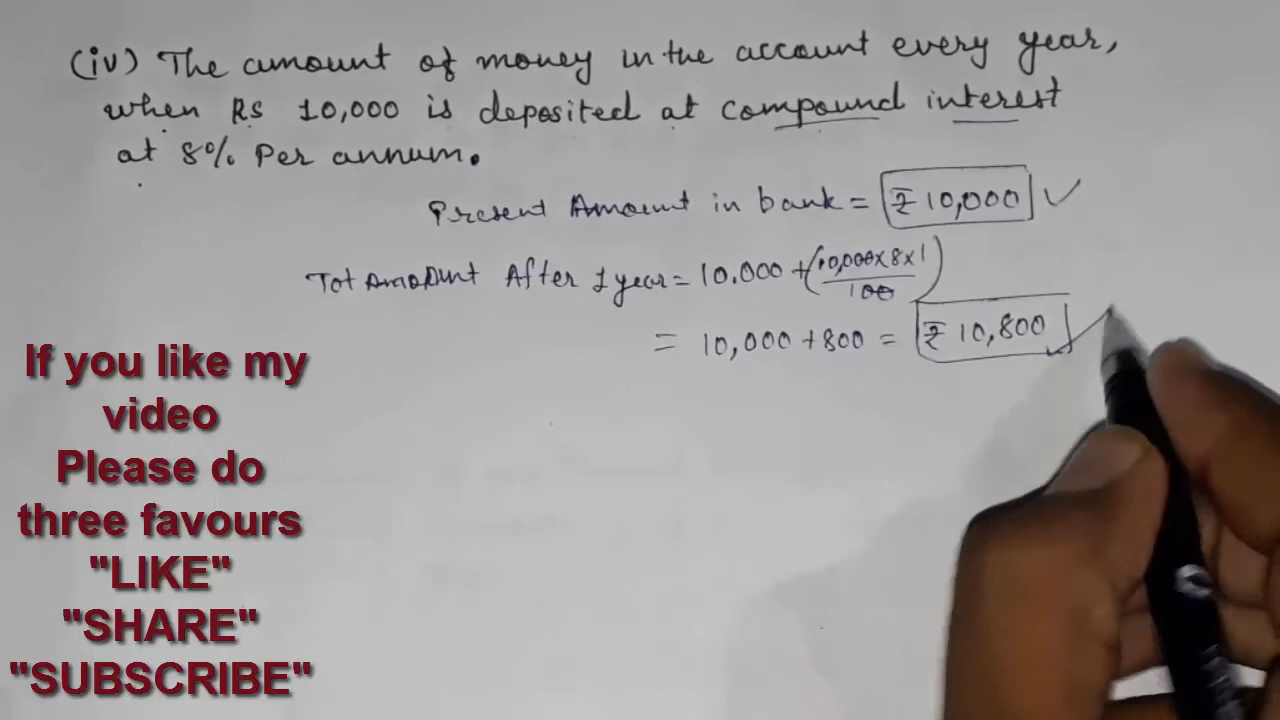 (iv) The amount of money in the account every year,
when Rs 10,000 is deposited at compound interest
at 8% Per annum.
Present Amount in bank = ₹ 10,000 ✓
Tot Amount After 1 year = 10.000 + (10,000 × 8 × 1 / 100)
= 10,000 + 800 = ₹ 10,800
If you like my
video
Please do
three favours
"LIKE"
"SHARE"
"SUBSCRIBE"